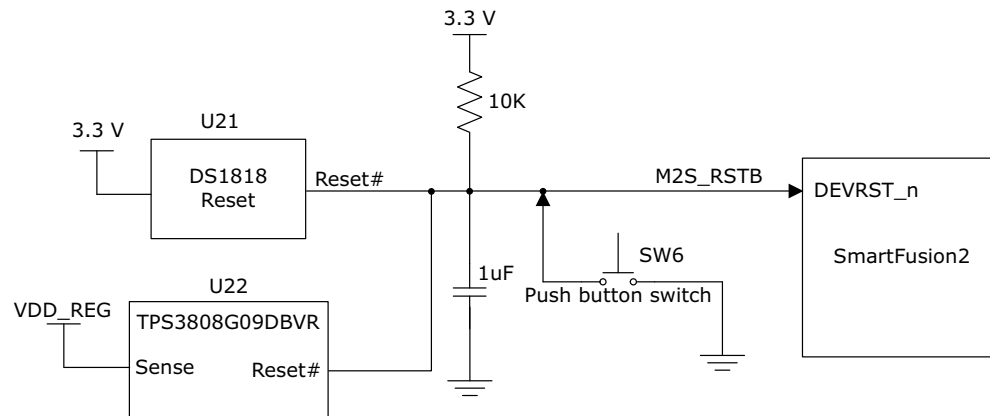 3.3 V
10K
3.3 V
U21
DS1818
Reset
Reset#
M2S_RSTB
DEVRST_n
SmartFusion2
SW6
Push button switch
1uF
U22
VDD_REG
TPS3808G09DBVR
Sense
Reset#